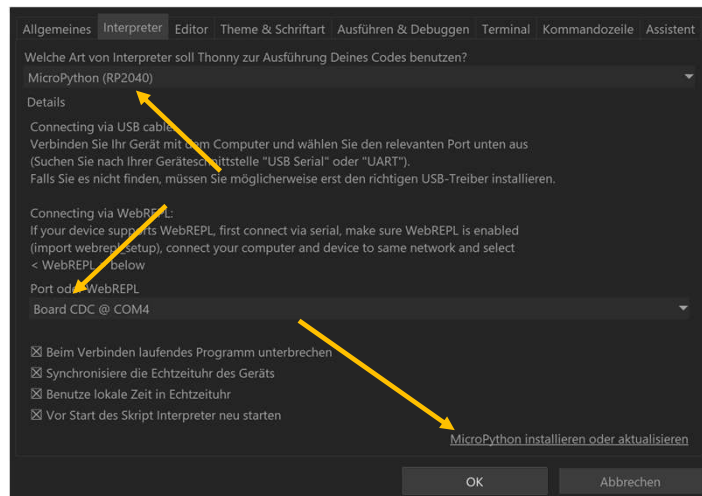 Allgemeines Interpreter Editor Theme & Schriftart Ausführen & Debuggen Terminal Kommandozeile Assistent
Welche Art von Interpreter soll Thonny zur Ausführung Deines Codes benutzen?
MicroPython (RP2040)
Details
Connecting via USB cable:
Verbinden Sie Ihr Gerät mit dem Computer und wählen Sie den relevanten Port unten aus
(Suchen Sie nach Ihrer Geräteschnittstelle "USB Serial" oder "UART").
Falls Sie es nicht finden, müssen Sie möglicherweise erst den richtigen USB-Treiber installieren.
Connecting via WebREPL:
If your device supports WebREPL, first connect via serial, make sure WebREPL is enabled
(import webrepl_setup), connect your computer and device to same network and select
< WebREPL > below
Port oder WebREPL
Board CDC @ COM4
Beim Verbinden laufendes Programm unterbrechen
Synchronisiere die Echtzeituhr des Geräts
Benutze lokale Zeit in Echtzeituhr
Vor Start des Skript Interpreter neu starten
MicroPython installieren oder aktualisieren
OK Abbrechen